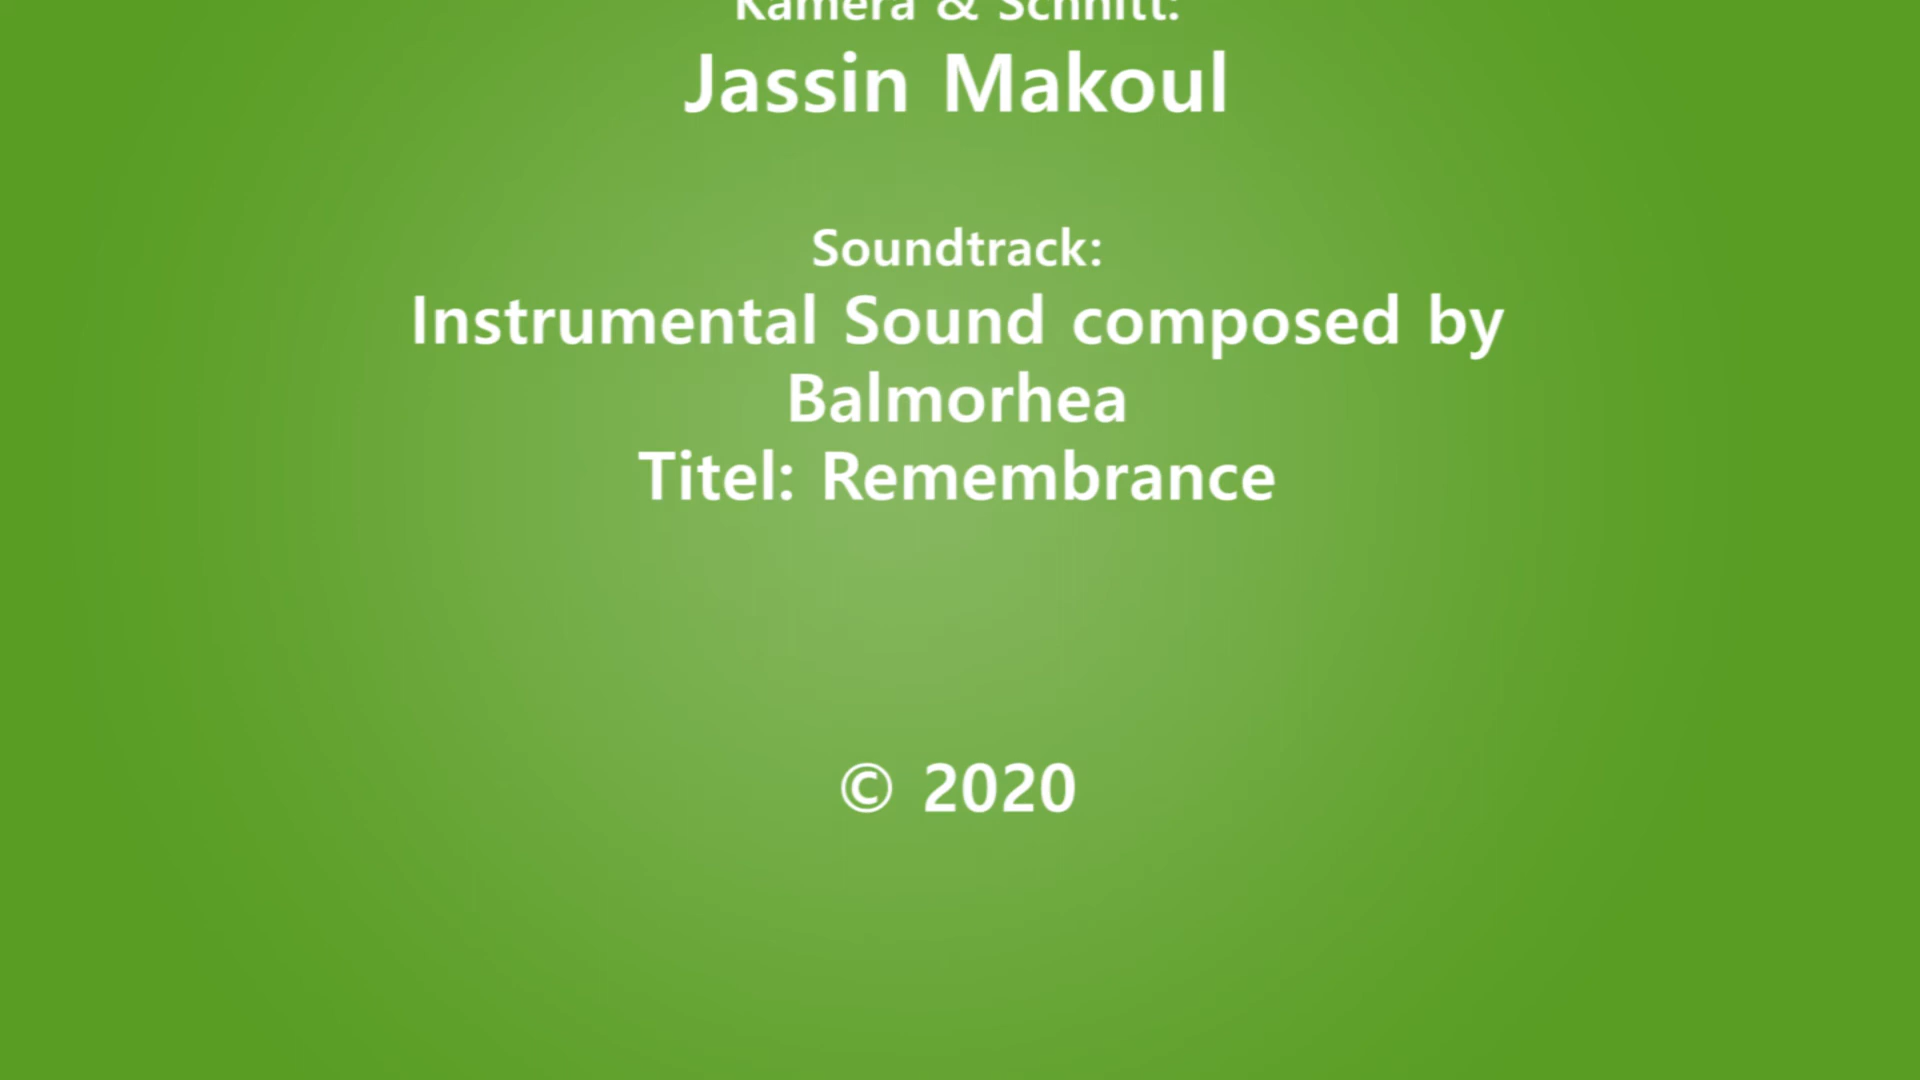 Kamera & Schnitt:
Jassin Makoul
Soundtrack:
Instrumental Sound composed by
Balmorhea
Titel: Remembrance
© 2020